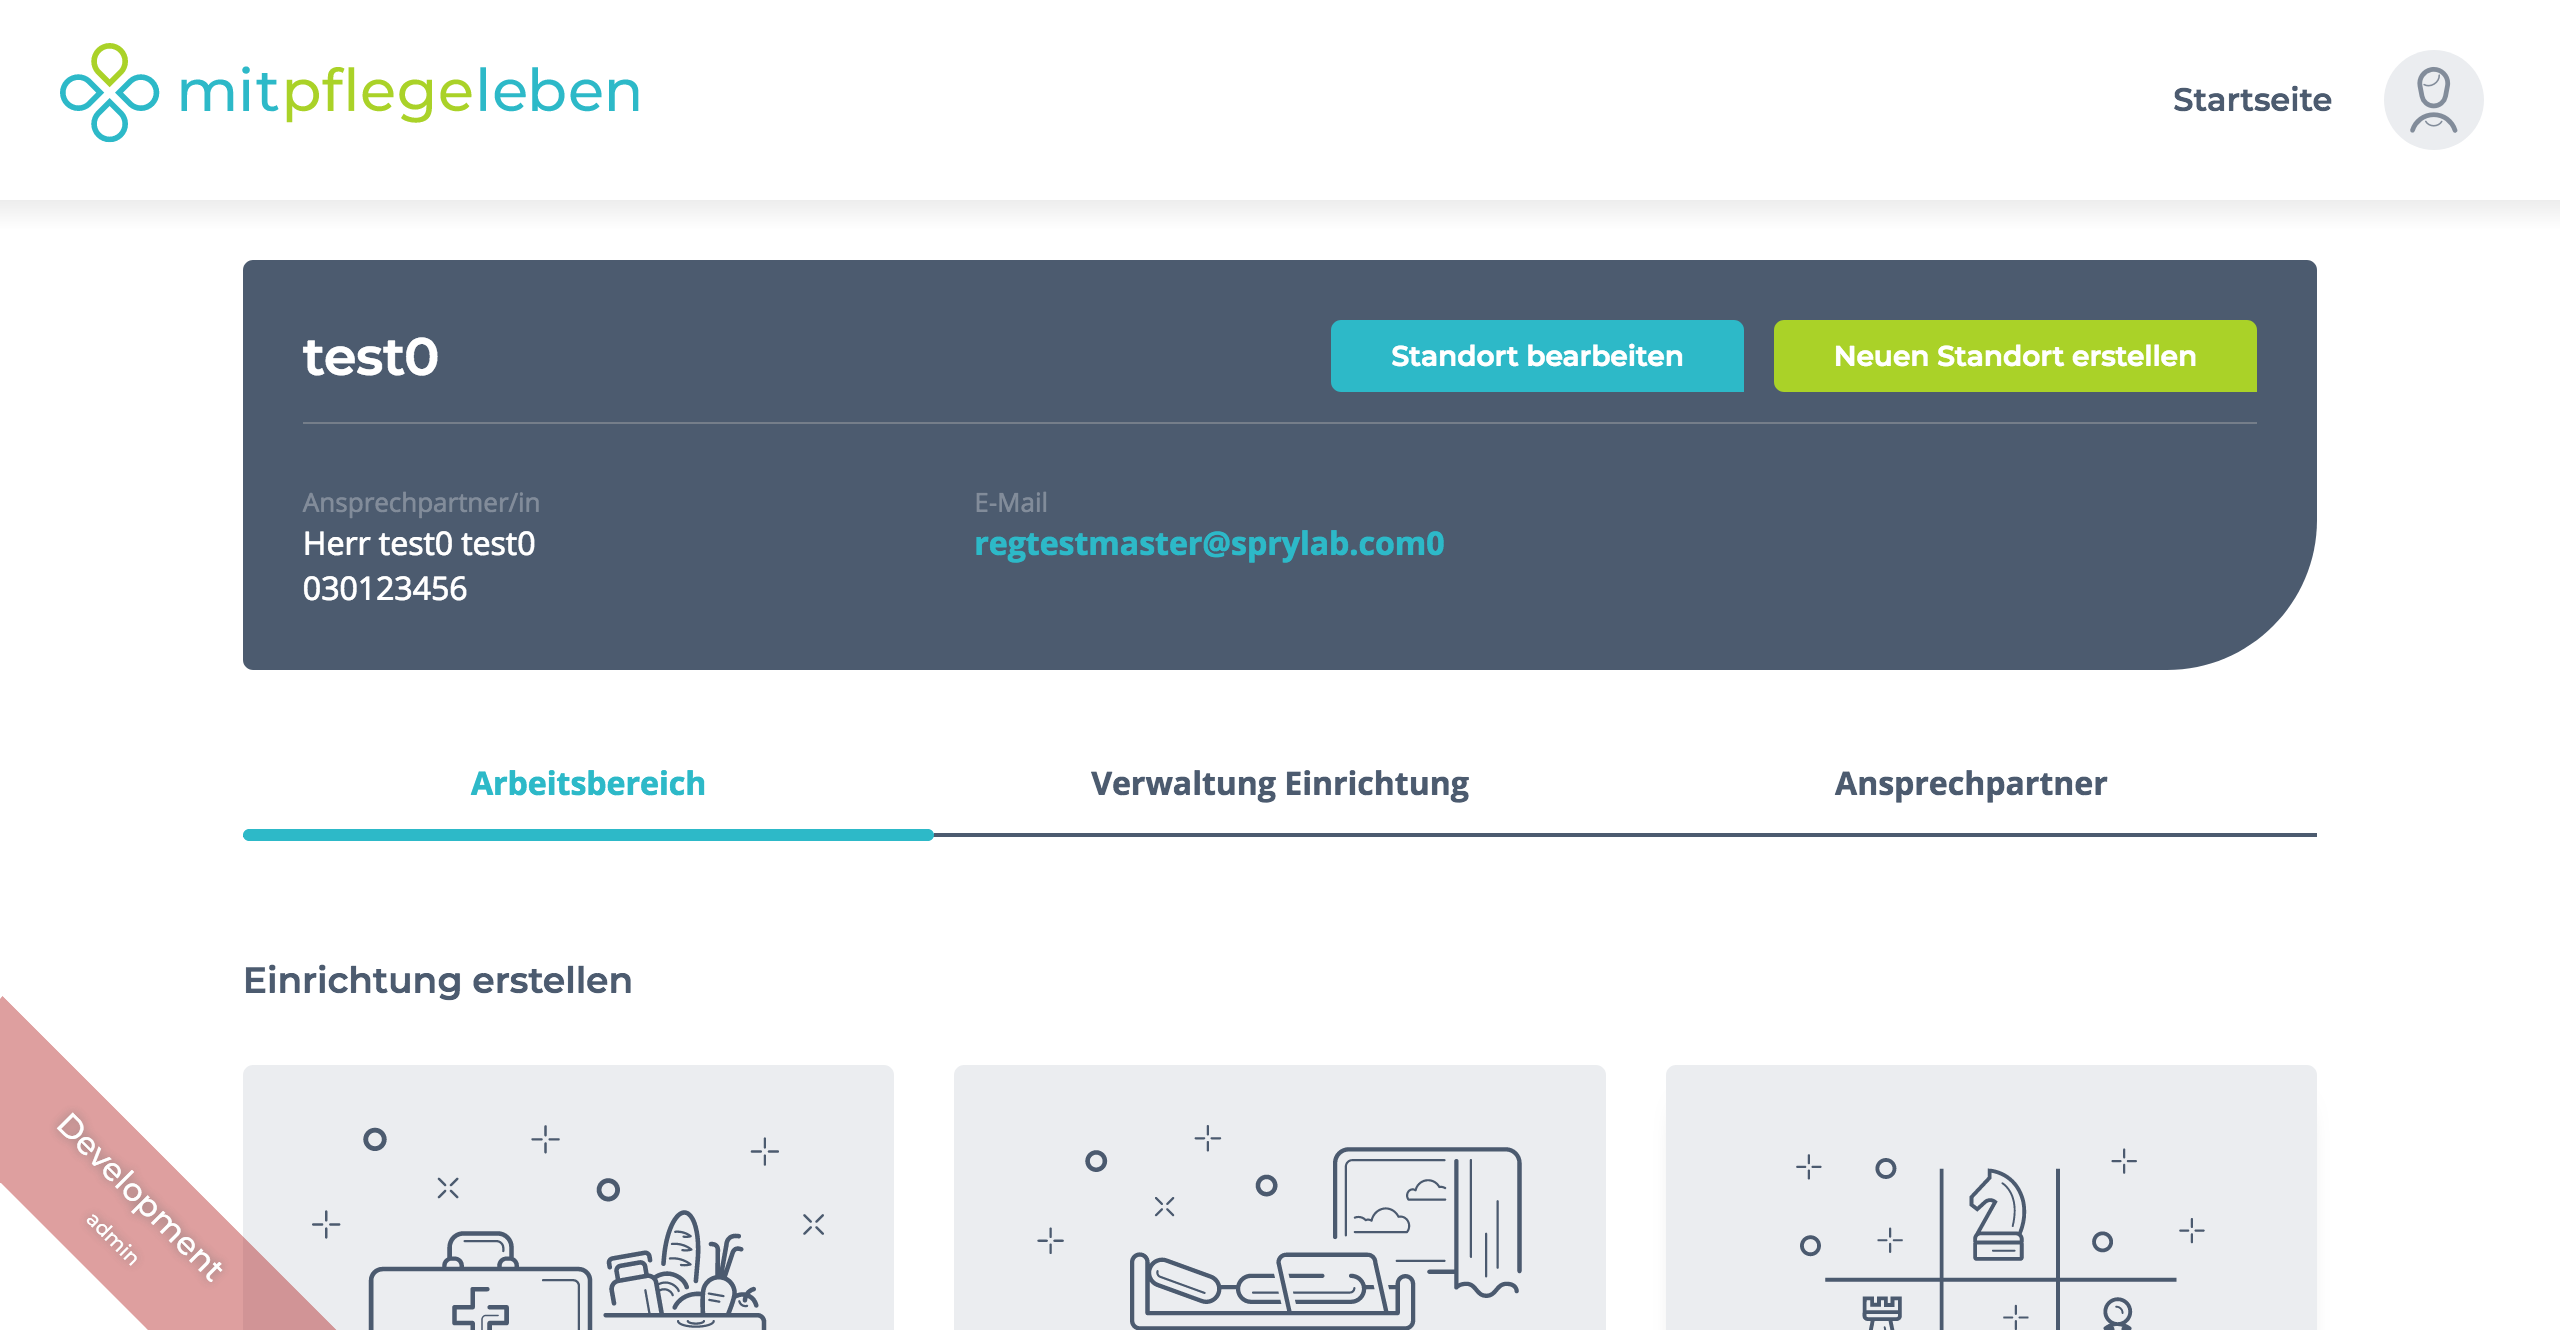 mitpflegeleben
Startseite
test0
Standort bearbeiten
Neuen Standort erstellen
Ansprechpartner/in
Herr test0 test0
030123456
E-Mail
regtestmaster@sprylab.com0
Arbeitsbereich
Verwaltung Einrichtung
Ansprechpartner
Einrichtung erstellen
Development
admin